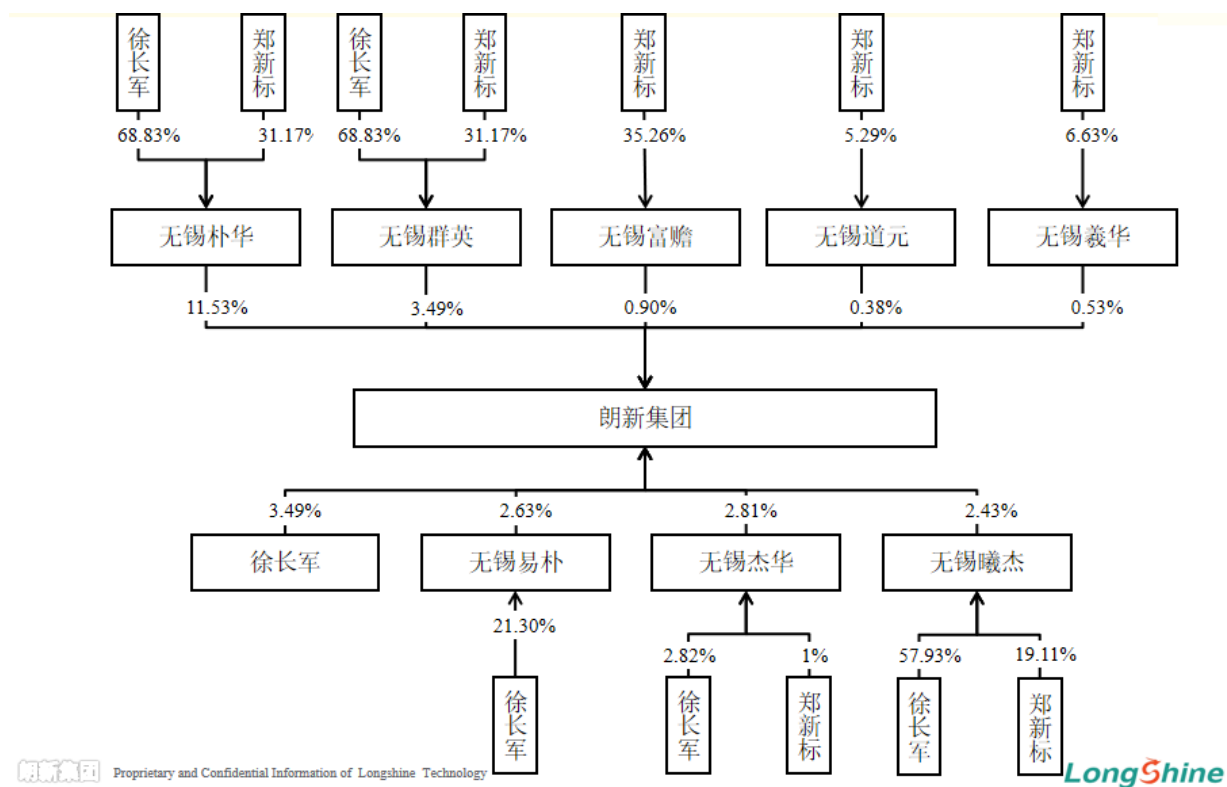 徐长军 郑新标 徐长军 郑新标 郑新标 郑新标 郑新标
68.83% 31.17% 68.83% 31.17% 35.26% 5.29% 6.63%
无锡朴华 无锡群英 无锡富赡 无锡道元 无锡羲华
11.53% 3.49% 0.90% 0.38% 0.53%
朗新集团
3.49% 2.63% 2.81% 2.43%
徐长军 无锡易朴 无锡杰华 无锡曦杰
21.30%
2.82% 1% 57.93% 19.11%
徐长军 徐长军 郑新标 徐长军 郑新标
朗新集团 Proprietary and Confidential Information of Longshine Technology
LongShine